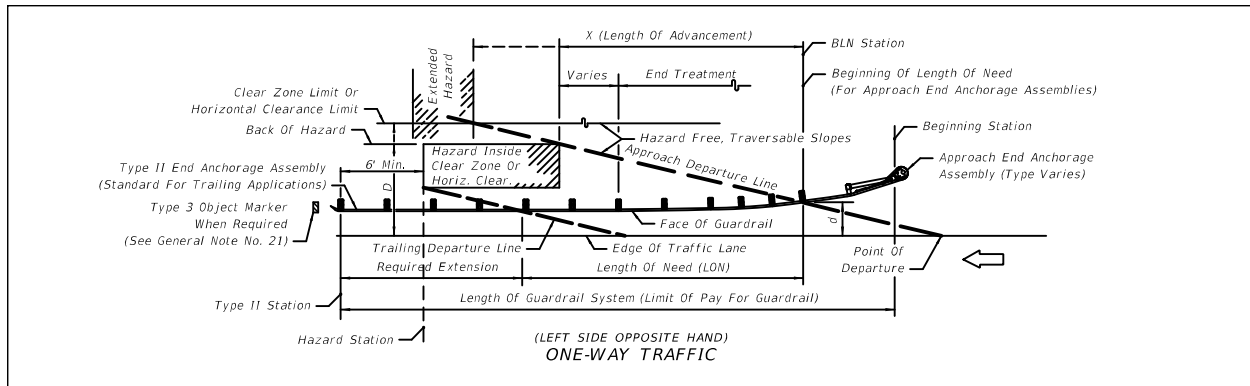 X (Length Of Advancement)
BLN Station
Extended
Hazard
Varies
End Treatment
Beginning Of Length Of Need
(For Approach End Anchorage Assemblies)
Clear Zone Limit Or
Horizontal Clearance Limit
Back Of Hazard
Hazard Free, Traversable Slopes
Beginning Station
Type II End Anchorage Assembly
(Standard For Trailing Applications)
6' Min.
Hazard Inside
Clear Zone Or
Horiz. Clear.
Approach Departure Line
Approach End Anchorage
Assembly (Type Varies)
D
Type 3 Object Marker
When Required
(See General Note No. 21)
Face Of Guardrail
d
Trailing Departure Line
Edge Of Traffic Lane
Point Of
Departure
Required Extension
Length Of Need (LON)
Type II Station
Length Of Guardrail System (Limit Of Pay For Guardrail)
Hazard Station
(LEFT SIDE OPPOSITE HAND)
ONE-WAY TRAFFIC